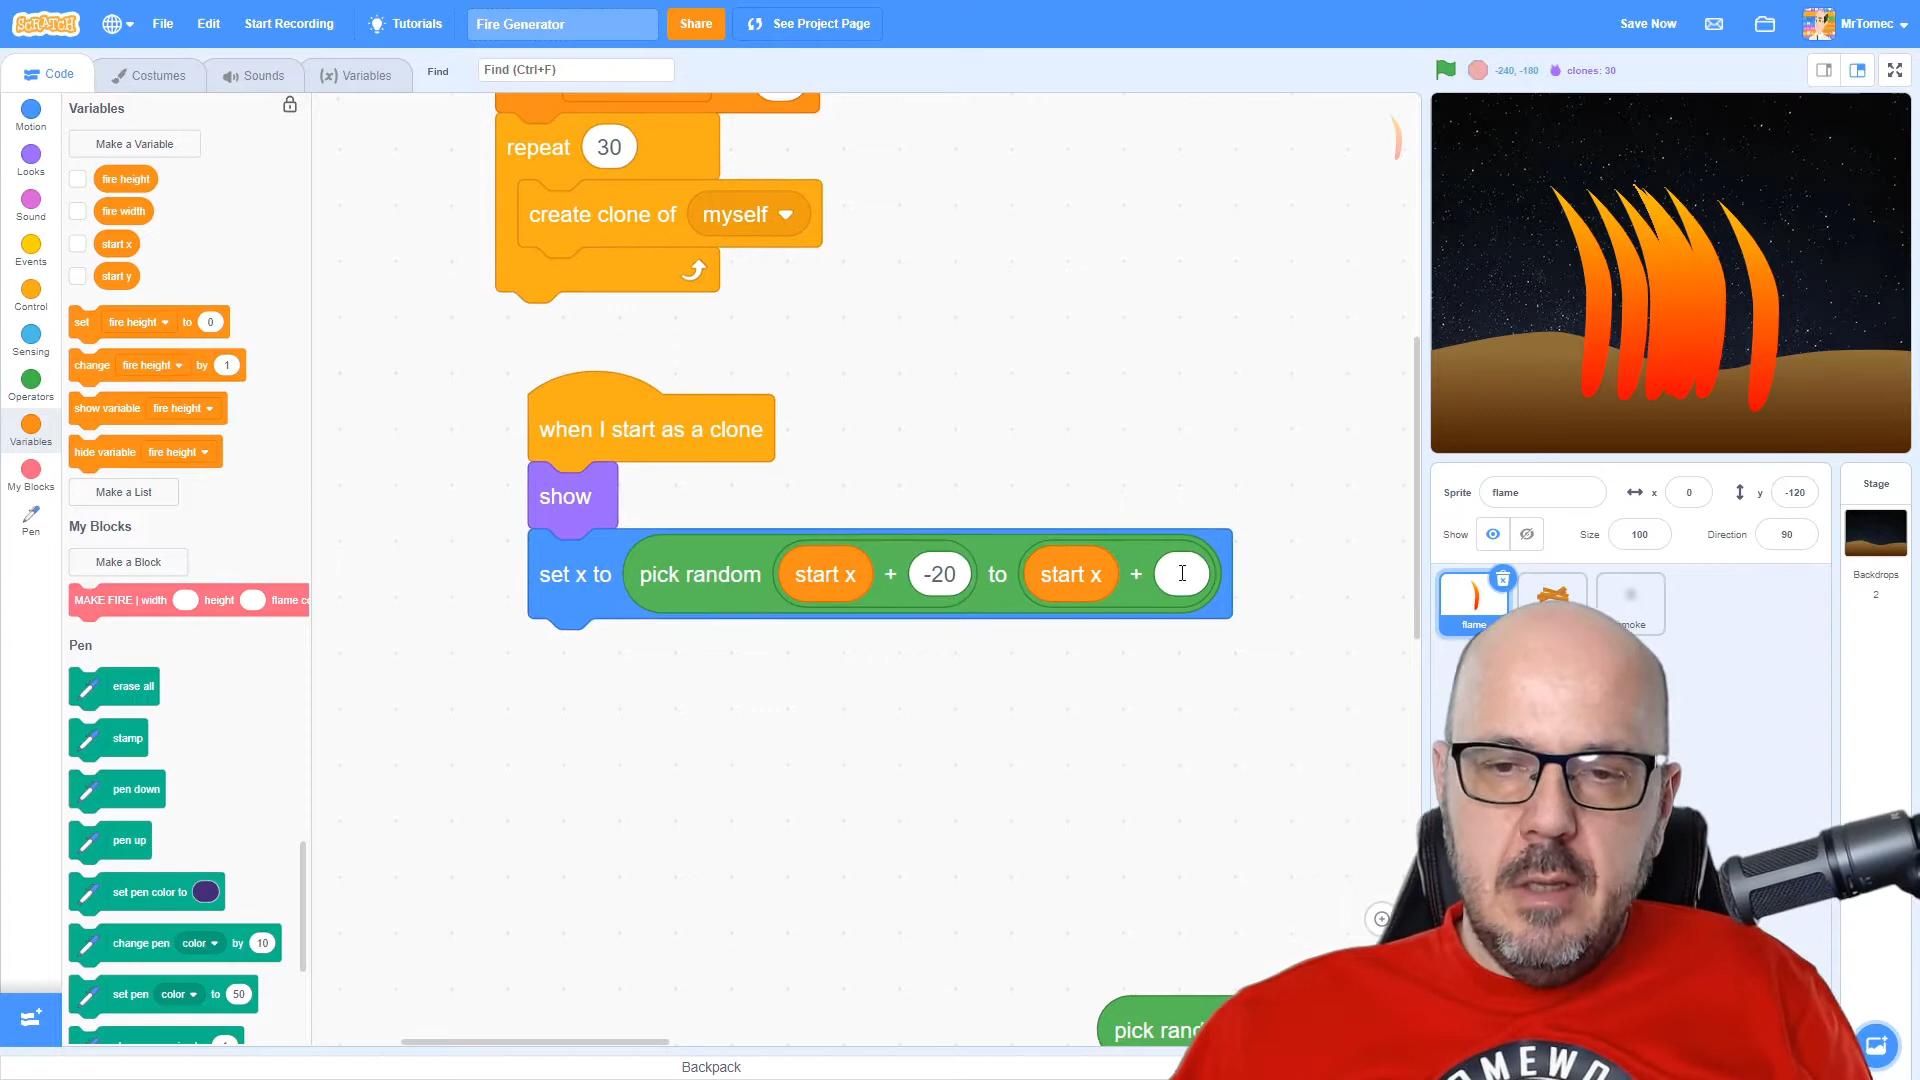 SCRATCH
File
Edit
Start Recording
Tutorials
Fire Generator
Share
See Project Page
Save Now
MrTomec
Code
Costumes
Sounds
(x) Variables
Find
Find (Ctrl+F)
-240, -180
clones: 30
Motion
Looks
Sound
Events
Control
Sensing
Operators
Variables
My Blocks
Pen
Variables
Make a Variable
fire height
fire width
start x
start y
set fire height to 0
change fire height by 1
show variable fire height
hide variable fire height
Make a List
My Blocks
Make a Block
MAKE FIRE | width height flame co
Pen
erase all
stamp
pen down
pen up
set pen color to
change pen color by 10
set pen color to 50
repeat 30
create clone of myself
when I start as a clone
show
set x to pick random start x + -20 to start x +
pick rand
Sprite flame x 0 y -120
Show Size 100 Direction 90
flame
Stage
Backdrops
2
Backpack